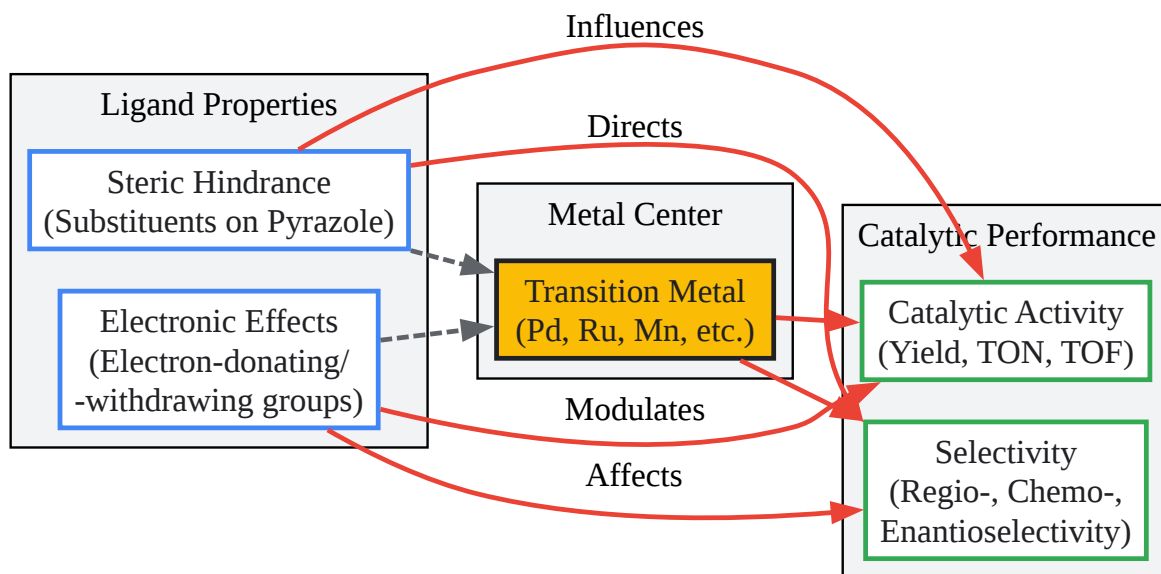 Influences
Ligand Properties
Directs
Steric Hindrance
(Substituents on Pyrazole)
Metal Center
Catalytic Performance
Transition Metal
(Pd, Ru, Mn, etc.)
Electronic Effects
(Electron-donating/
-withdrawing groups)
Catalytic Activity
(Yield, TON, TOF)
Modulates
Affects
Selectivity
(Regio-, Chemo-,
Enantioselectivity)